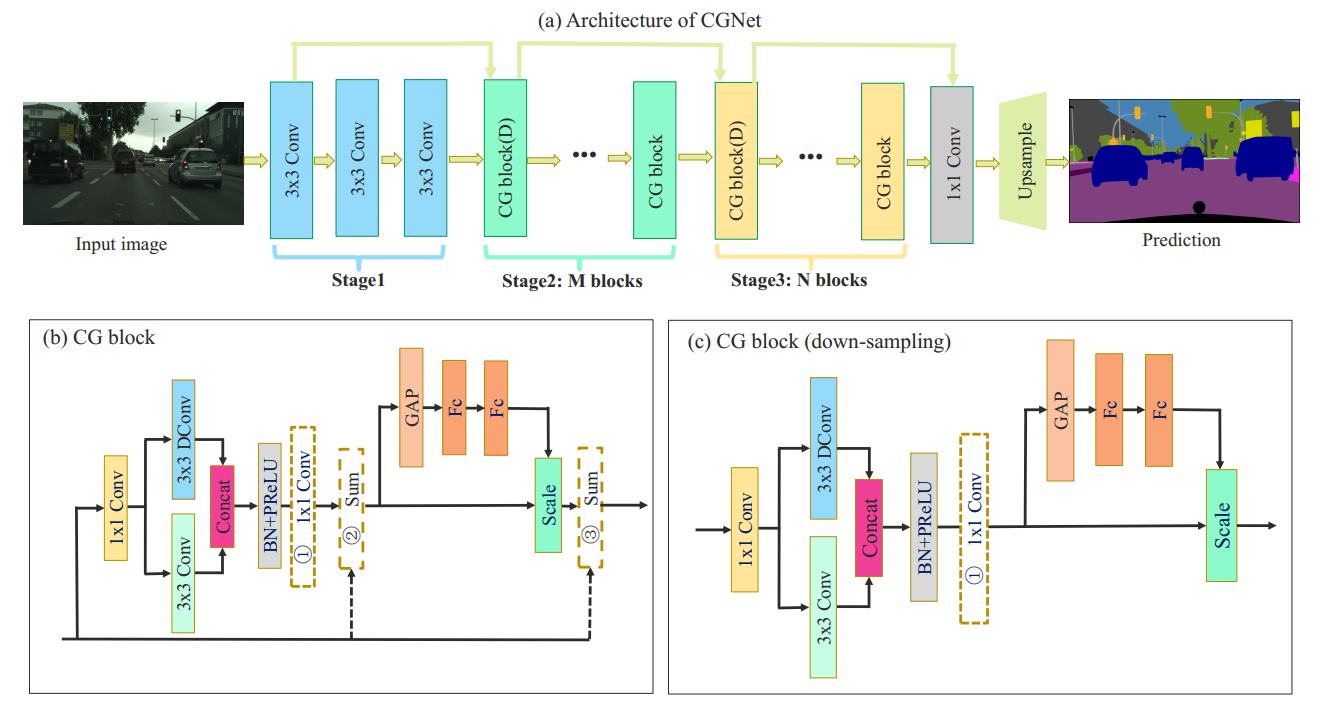 (a) Architecture of CGNet
3x3 Conv
3x3 Conv
3x3 Conv
CG block(D)
•••
CG block
CG block(D)
•••
CG block
1x1 Conv
Upsample
Input image
Prediction
Stage1
Stage2: M blocks
Stage3: N blocks
(b) CG block
1x1 Conv
3x3 DConv
3x3 Conv
Concat
BN+PReLU
① 1x1 Conv
② Sum
GAP
Fc
Fc
Scale
③ Sum
(c) CG block (down-sampling)
1x1 Conv
3x3 DConv
3x3 Conv
Concat
BN+PReLU
① 1x1 Conv
GAP
Fc
Fc
Scale